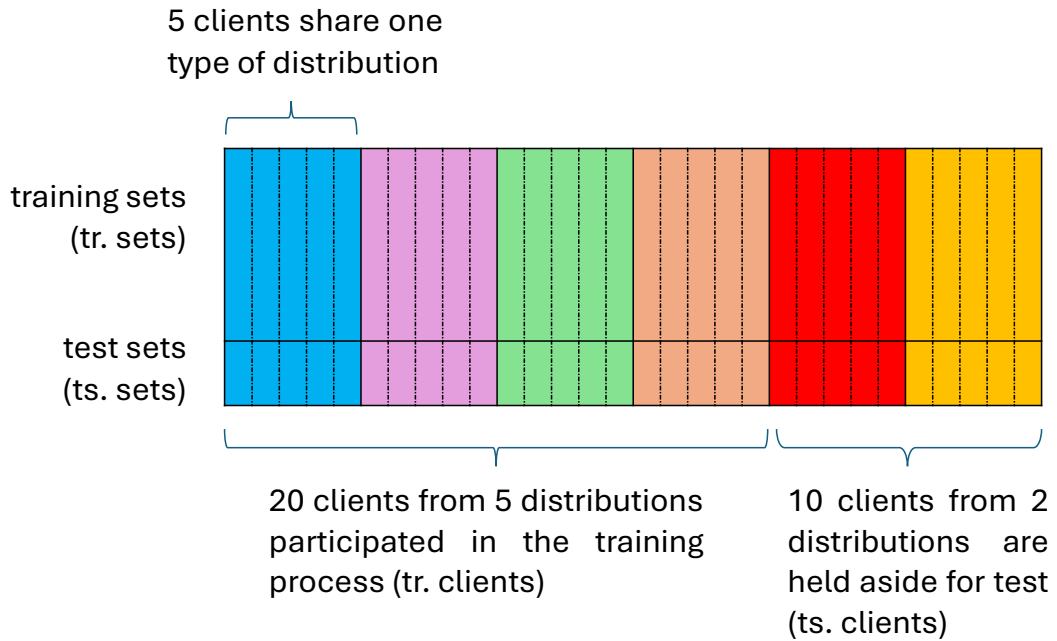 5 clients share one
type of distribution
training sets
(tr. sets)
test sets
(ts. sets)
20 clients from 5 distributions
participated in the training
process (tr. clients)
10 clients from 2
distributions are
held aside for test
(ts. clients)